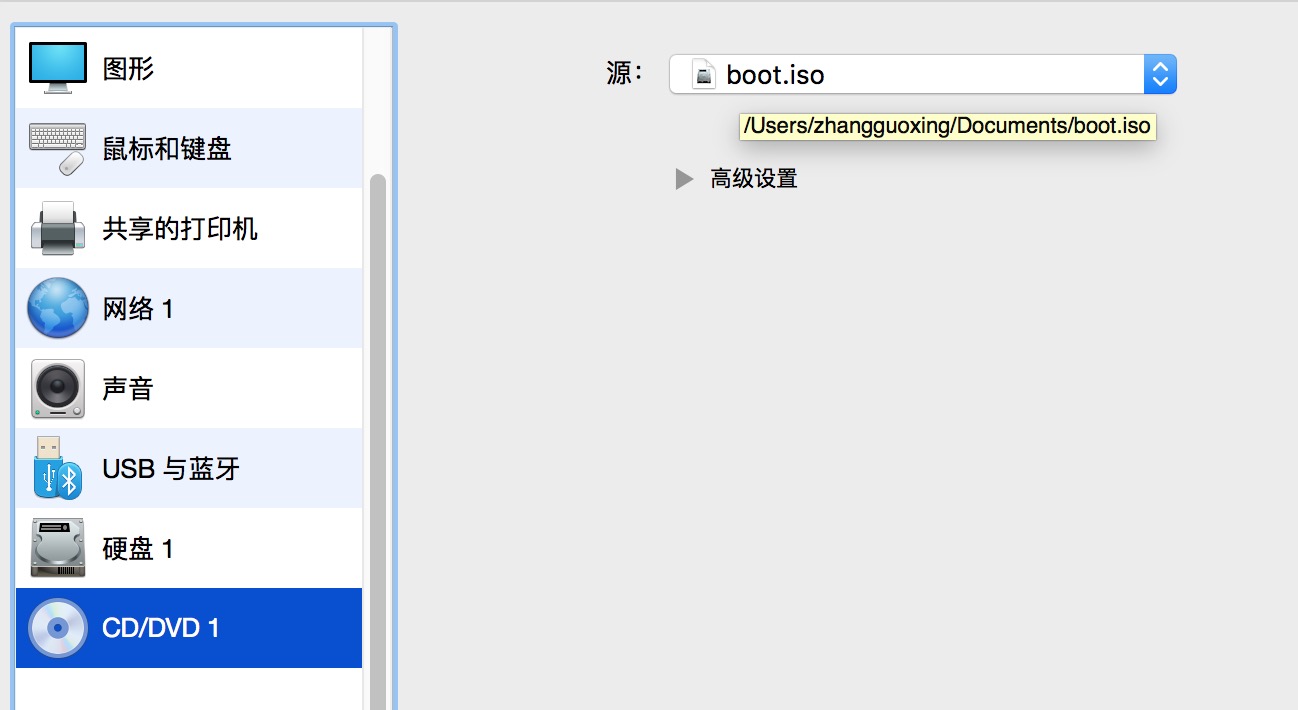 图形
鼠标和键盘
共享的打印机
网络 1
声音
USB 与蓝牙
硬盘 1
CD/DVD 1
源：
boot.iso
/Users/zhangguoxing/Documents/boot.iso
高级设置